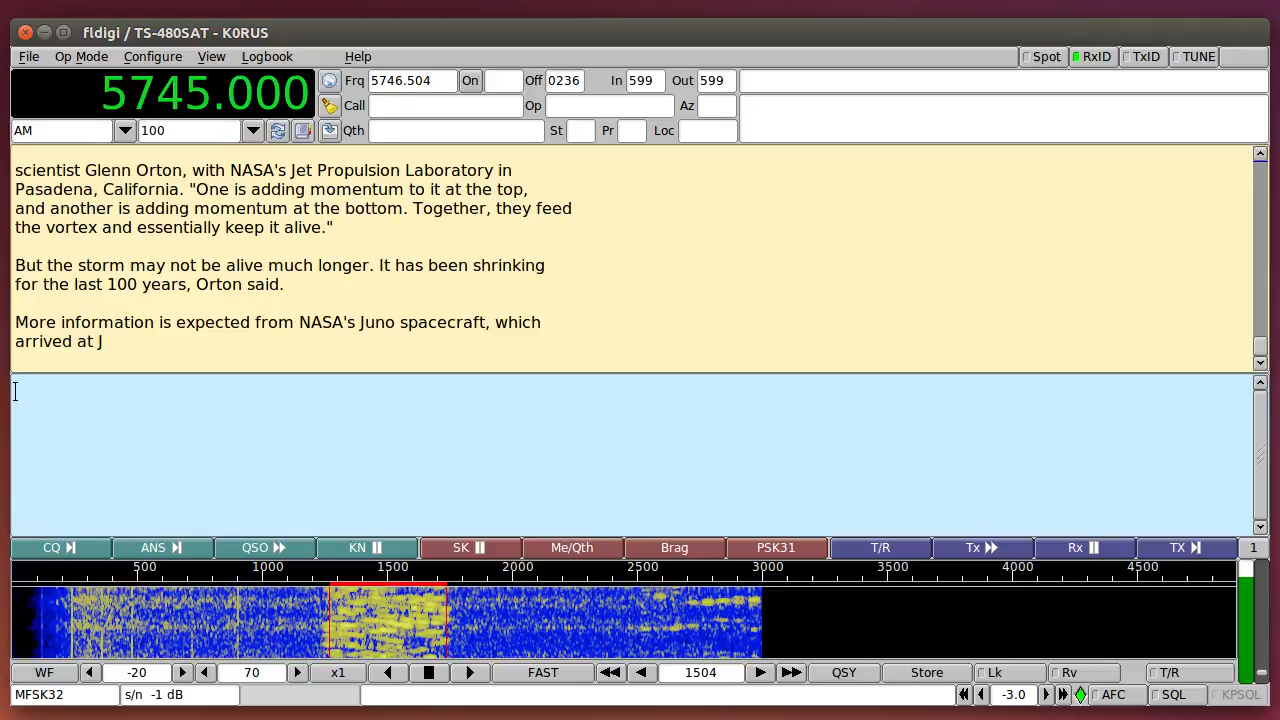 fldigi / TS-480SAT - K0RUS
File Op Mode Configure View Logbook Help Spot RxID TxID TUNE
5745.000
Frq 5746.504 On Off 0236 In 599 Out 599
Call Op Az
AM 100 Qth St Pr Loc
scientist Glenn Orton, with NASA's Jet Propulsion Laboratory in
Pasadena, California. "One is adding momentum to it at the top,
and another is adding momentum at the bottom. Together, they feed
the vortex and essentially keep it alive."
But the storm may not be alive much longer. It has been shrinking
for the last 100 years, Orton said.
More information is expected from NASA's Juno spacecraft, which
arrived at J
CQ ANS QSO KN SK Me/Qth Brag PSK31 T/R Tx Rx TX 1
500 1000 1500 2000 2500 3000 3500 4000 4500
WF -20 70 x1 FAST 1504 QSY Store Lk Rv T/R
MFSK32 s/n -1 dB -3.0 AFC SQL KPSQL